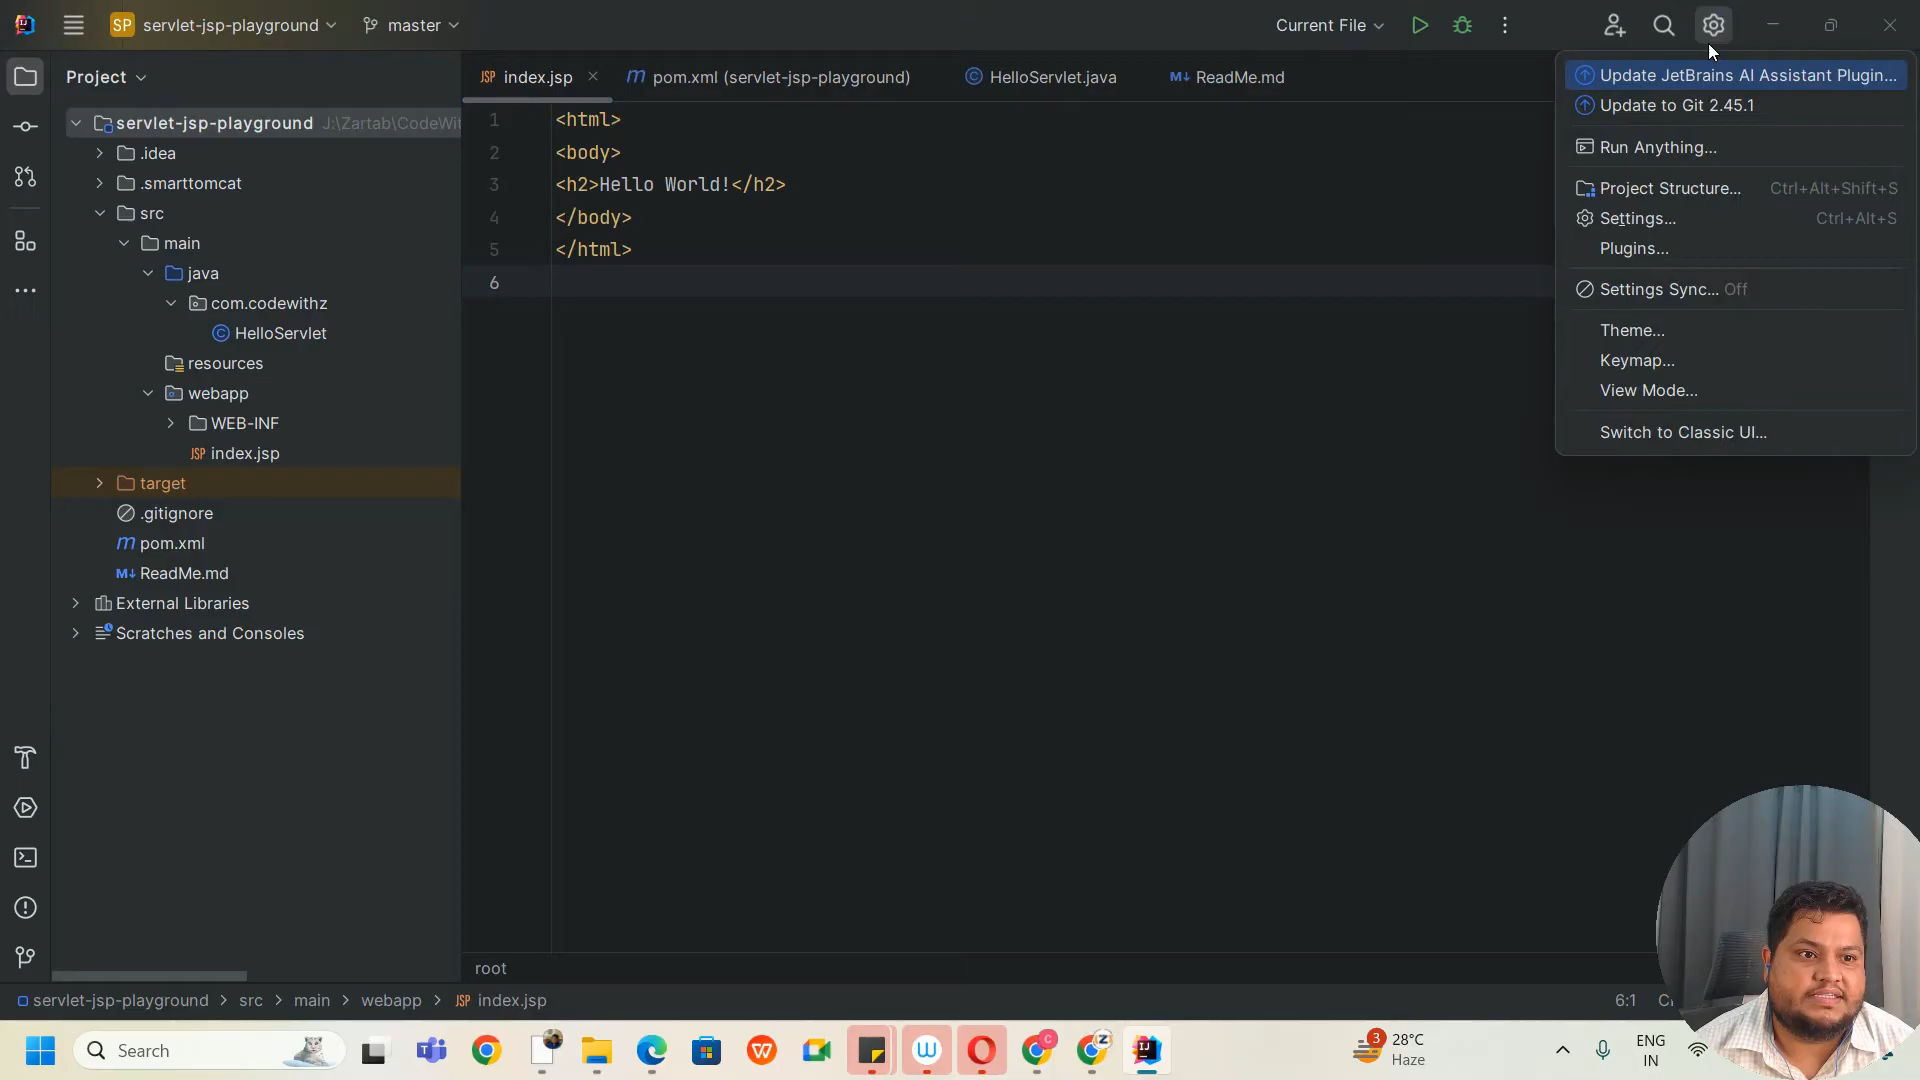 SP servlet-jsp-playground master Current File
Project
servlet-jsp-playground J:\Zartab\CodeWit
.idea
.smarttomcat
src
main
java
com.codewithz
HelloServlet
resources
webapp
WEB-INF
JSP index.jsp
target
.gitignore
m pom.xml
M↓ ReadMe.md
External Libraries
Scratches and Consoles
JSP index.jsp m pom.xml (servlet-jsp-playground) C HelloServlet.java M↓ ReadMe.md
1 <html>
2 <body>
3 <h2>Hello World!</h2>
4 </body>
5 </html>
6
Update JetBrains AI Assistant Plugin...
Update to Git 2.45.1
Run Anything...
Project Structure... Ctrl+Alt+Shift+S
Settings... Ctrl+Alt+S
Plugins...
Settings Sync... Off
Theme...
Keymap...
View Mode...
Switch to Classic UI...
root
servlet-jsp-playground > src > main > webapp > JSP index.jsp 6:1
Search
3 28°C
Haze
ENG
IN